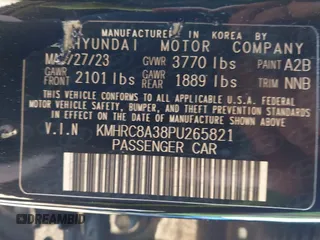 MANUFACTURED IN KOREA BY
HYUNDAI MOTOR COMPANY
27/23 GVWR 3770 lbs PAINT A2B
GAWR FRONT 2101 lbs GAWR REAR 1889 lbs TRIM NNB
THIS VEHICLE CONFORMS TO ALL APPLICABLE FEDERAL MOTOR VEHICLE
SAFETY, BUMPER, AND THEFT PREVENTION STANDARDS
IN EFFECT ON THE DATE OF MANUFACTURE SHOWN ABOVE.
V.I.N KMHRC8A38PU265821
PASSENGER CAR
DREAMBID